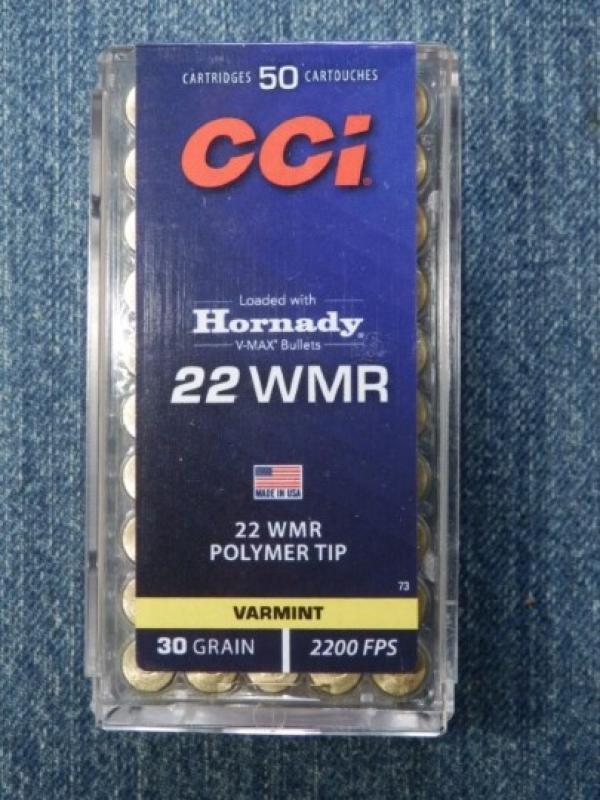 CARTRIDGES 50 CARTOUCHES
CCI.
Loaded with
Hornady
V-MAX® Bullets
22 WMR
MADE IN USA
22 WMR
POLYMER TIP
73
VARMINT
30 GRAIN 2200 FPS